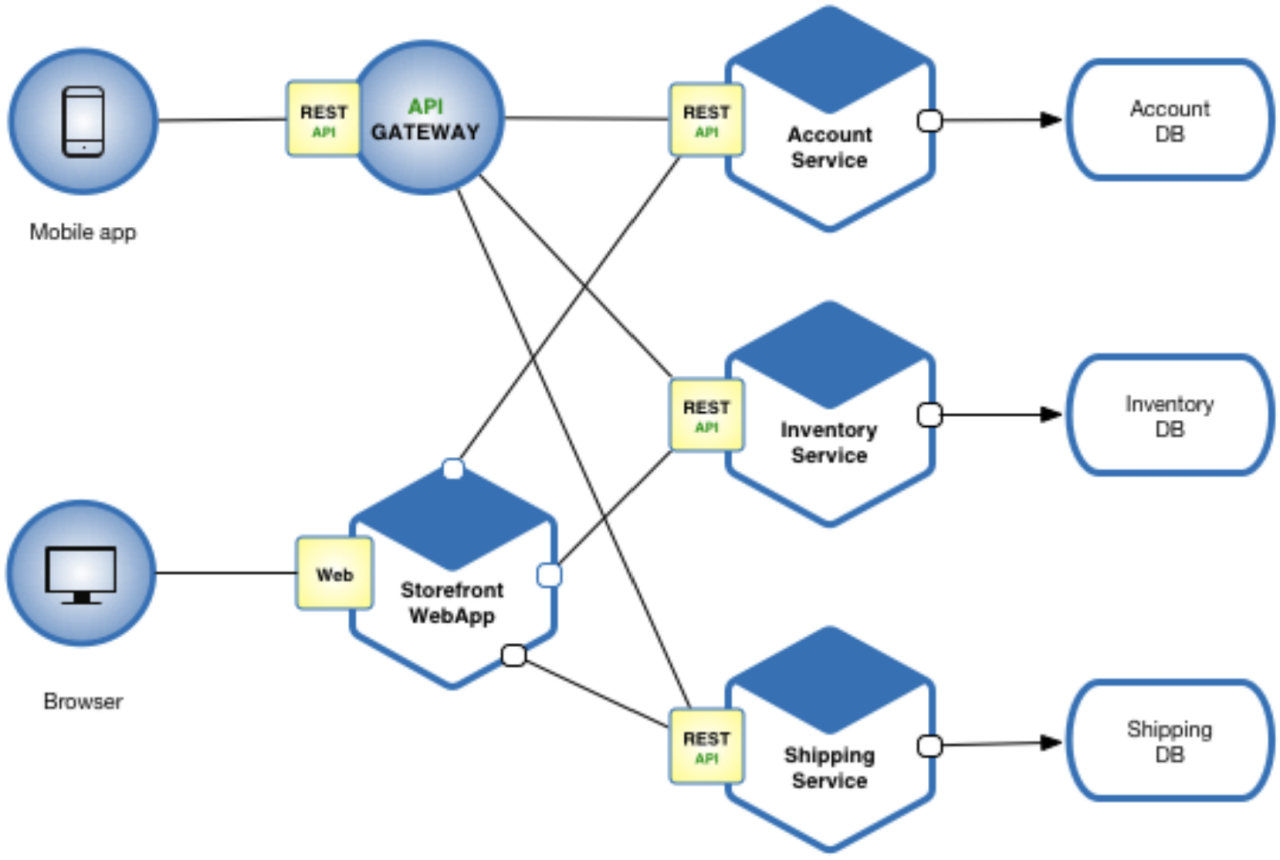 Mobile app
REST
API
API
GATEWAY
REST
API
Account
Service
Account
DB
REST
API
Inventory
Service
Inventory
DB
Browser
Web
Storefront
WebApp
REST
API
Shipping
Service
Shipping
DB